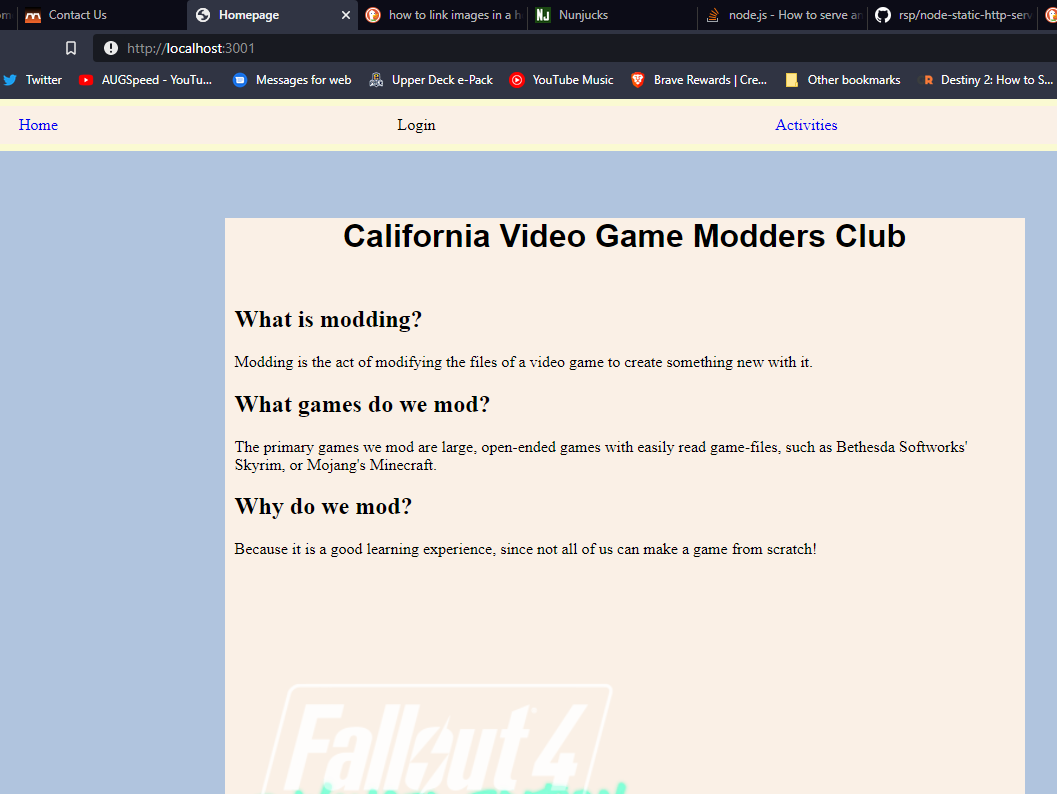 Contact Us
Homepage
how to link images in a h
NJ Nunjucks
node.js - How to serve an
rsp/node-static-http-serv
http://localhost:3001
Twitter
AUGSpeed - YouTu...
Messages for web
Upper Deck e-Pack
YouTube Music
Brave Rewards | Cre...
Other bookmarks
R Destiny 2: How to S...
Home
Login
Activities
California Video Game Modders Club
What is modding?
Modding is the act of modifying the files of a video game to create something new with it.
What games do we mod?
The primary games we mod are large, open-ended games with easily read game-files, such as Bethesda Softworks'
Skyrim, or Mojang's Minecraft.
Why do we mod?
Because it is a good learning experience, since not all of us can make a game from scratch!
Fallout 4